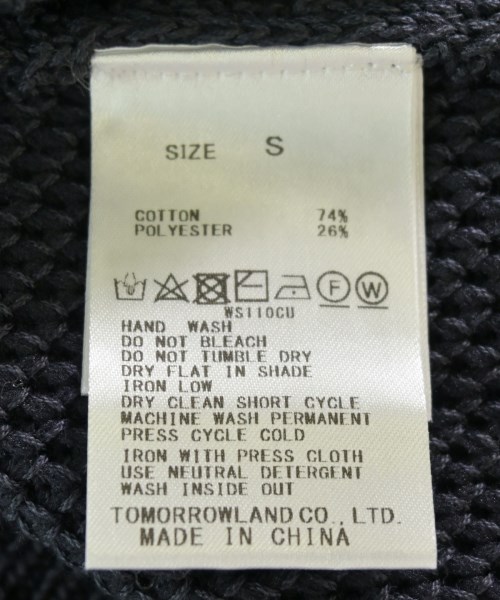 SIZE S
COTTON 74%
POLYESTER 26%
F W
WS110CU
HAND WASH
DO NOT BLEACH
DO NOT TUMBLE DRY
DRY FLAT IN SHADE
IRON LOW
DRY CLEAN SHORT CYCLE
MACHINE WASH PERMANENT
PRESS CYCLE COLD
IRON WITH PRESS CLOTH
USE NEUTRAL DETERGENT
WASH INSIDE OUT
TOMORROWLAND CO., LTD.
MADE IN CHINA